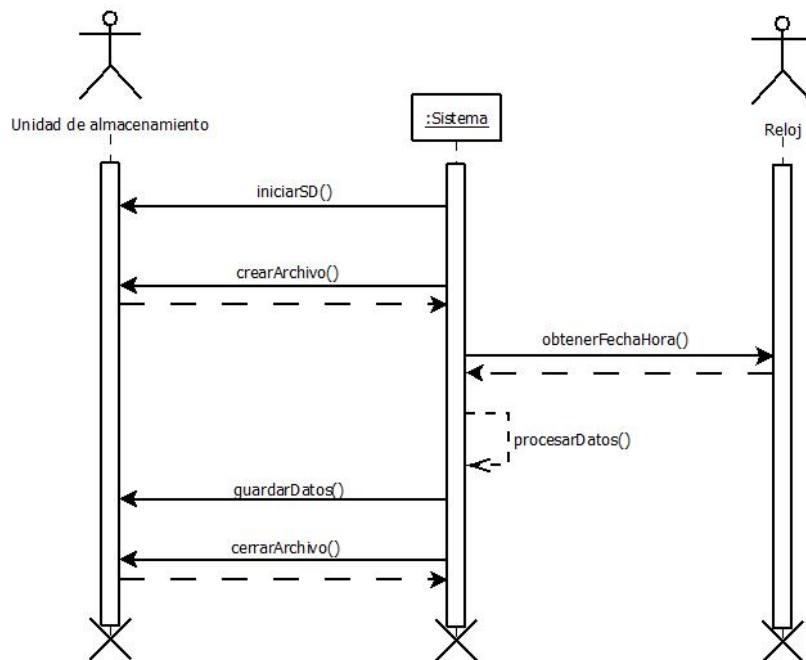 Unidad de almacenamiento
:Sistema
Reloj
iniciarSD()
crearArchivo()
obtenerFechaHora()
procesarDatos()
guardarDatos()
cerrarArchivo()